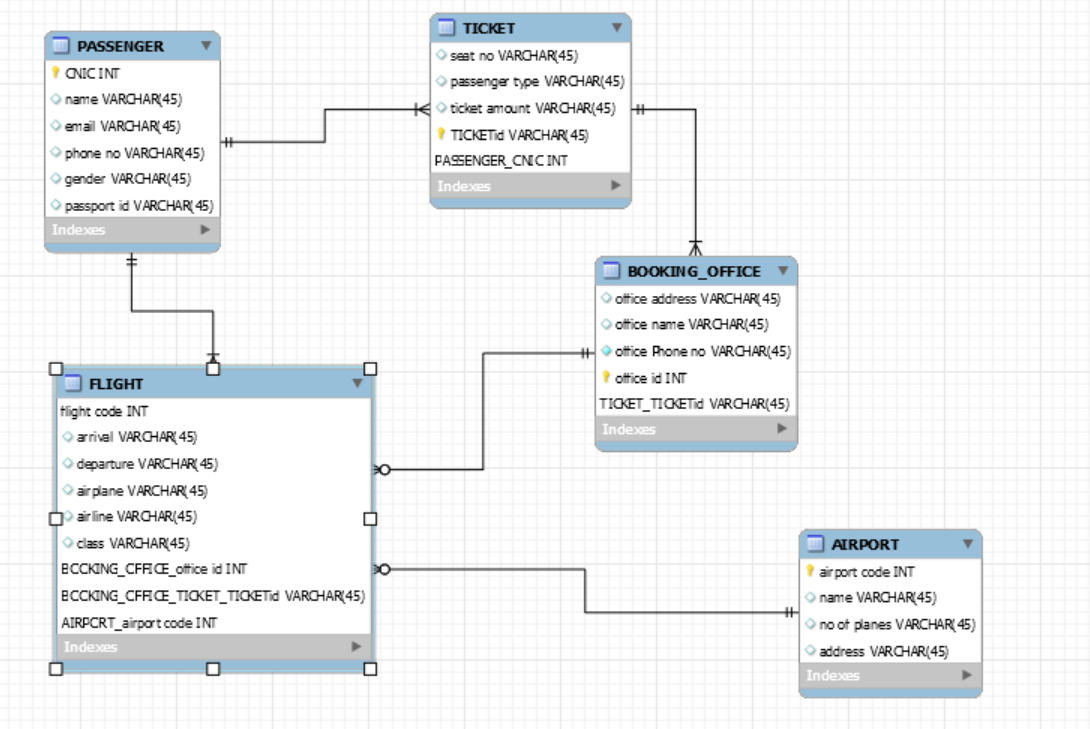 PASSENGER
CNIC INT
name VARCHAR(45)
email VARCHAR(45)
phone no VARCHAR(45)
gender VARCHAR(45)
passport id VARCHAR(45)
Indexes
TICKET
seat no VARCHAR(45)
passenger type VARCHAR(45)
ticket amount VARCHAR(45)
TICKETid VARCHAR(45)
PASSENGER_CNIC INT
Indexes
BOOKING_OFFICE
office address VARCHAR(45)
office name VARCHAR(45)
office Phone no VARCHAR(45)
office id INT
TICKET_TICKETid VARCHAR(45)
Indexes
FLIGHT
flight code INT
arrival VARCHAR(45)
departure VARCHAR(45)
airplane VARCHAR(45)
airline VARCHAR(45)
class VARCHAR(45)
BOOKING_OFFICE_office id INT
BOOKING_OFFICE_TICKET_TICKETid VARCHAR(45)
AIRPORT_airport code INT
Indexes
AIRPORT
airport code INT
name VARCHAR(45)
no of planes VARCHAR(45)
address VARCHAR(45)
Indexes